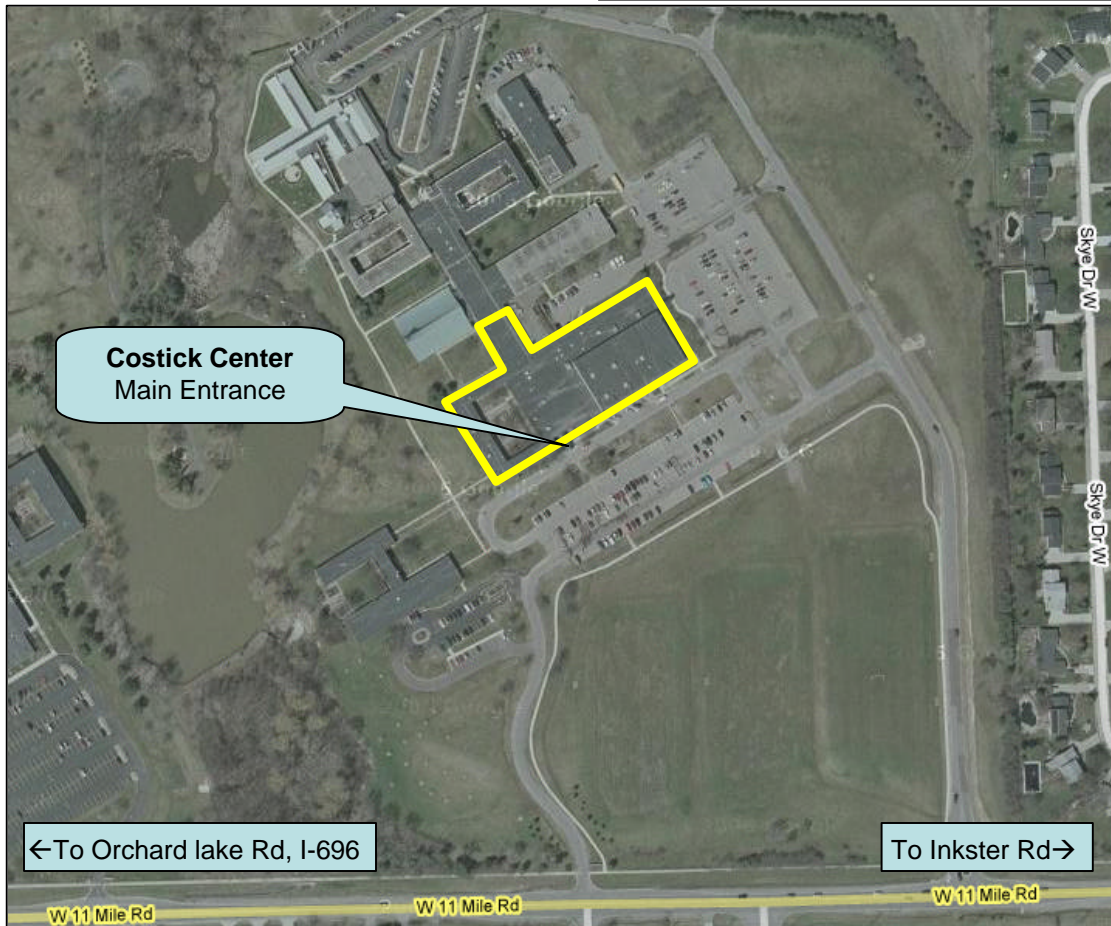 Skye Dr W
Costick Center
Main Entrance
Skye Dr W
←To Orchard lake Rd, I-696
To Inkster Rd→
W 11 Mile Rd
W 11 Mile Rd
W 11 Mile Rd